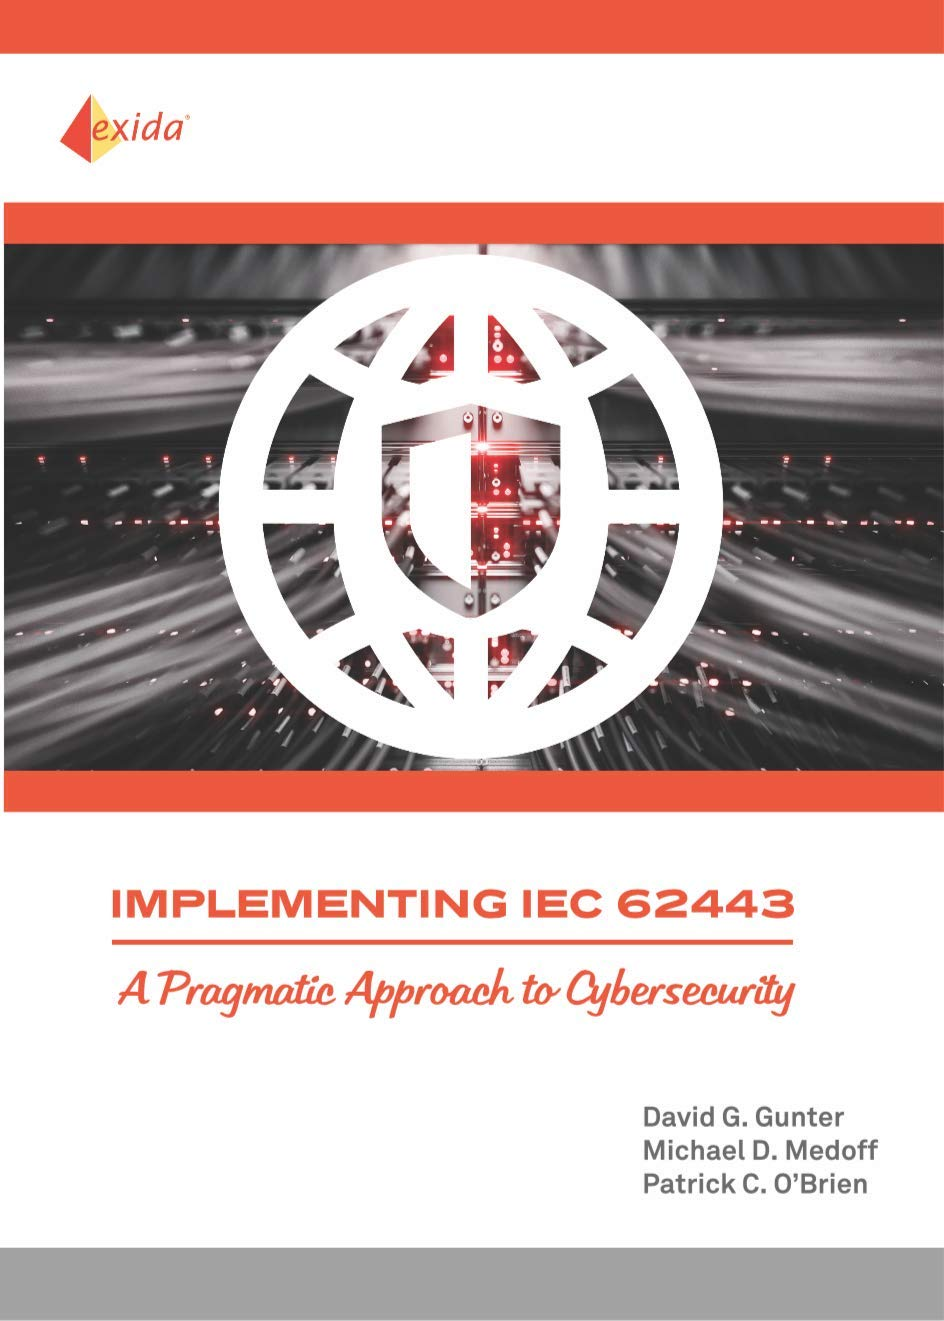 exida®
IMPLEMENTING IEC 62443
A Pragmatic Approach to Cybersecurity
David G. Gunter
Michael D. Medoff
Patrick C. O’Brien